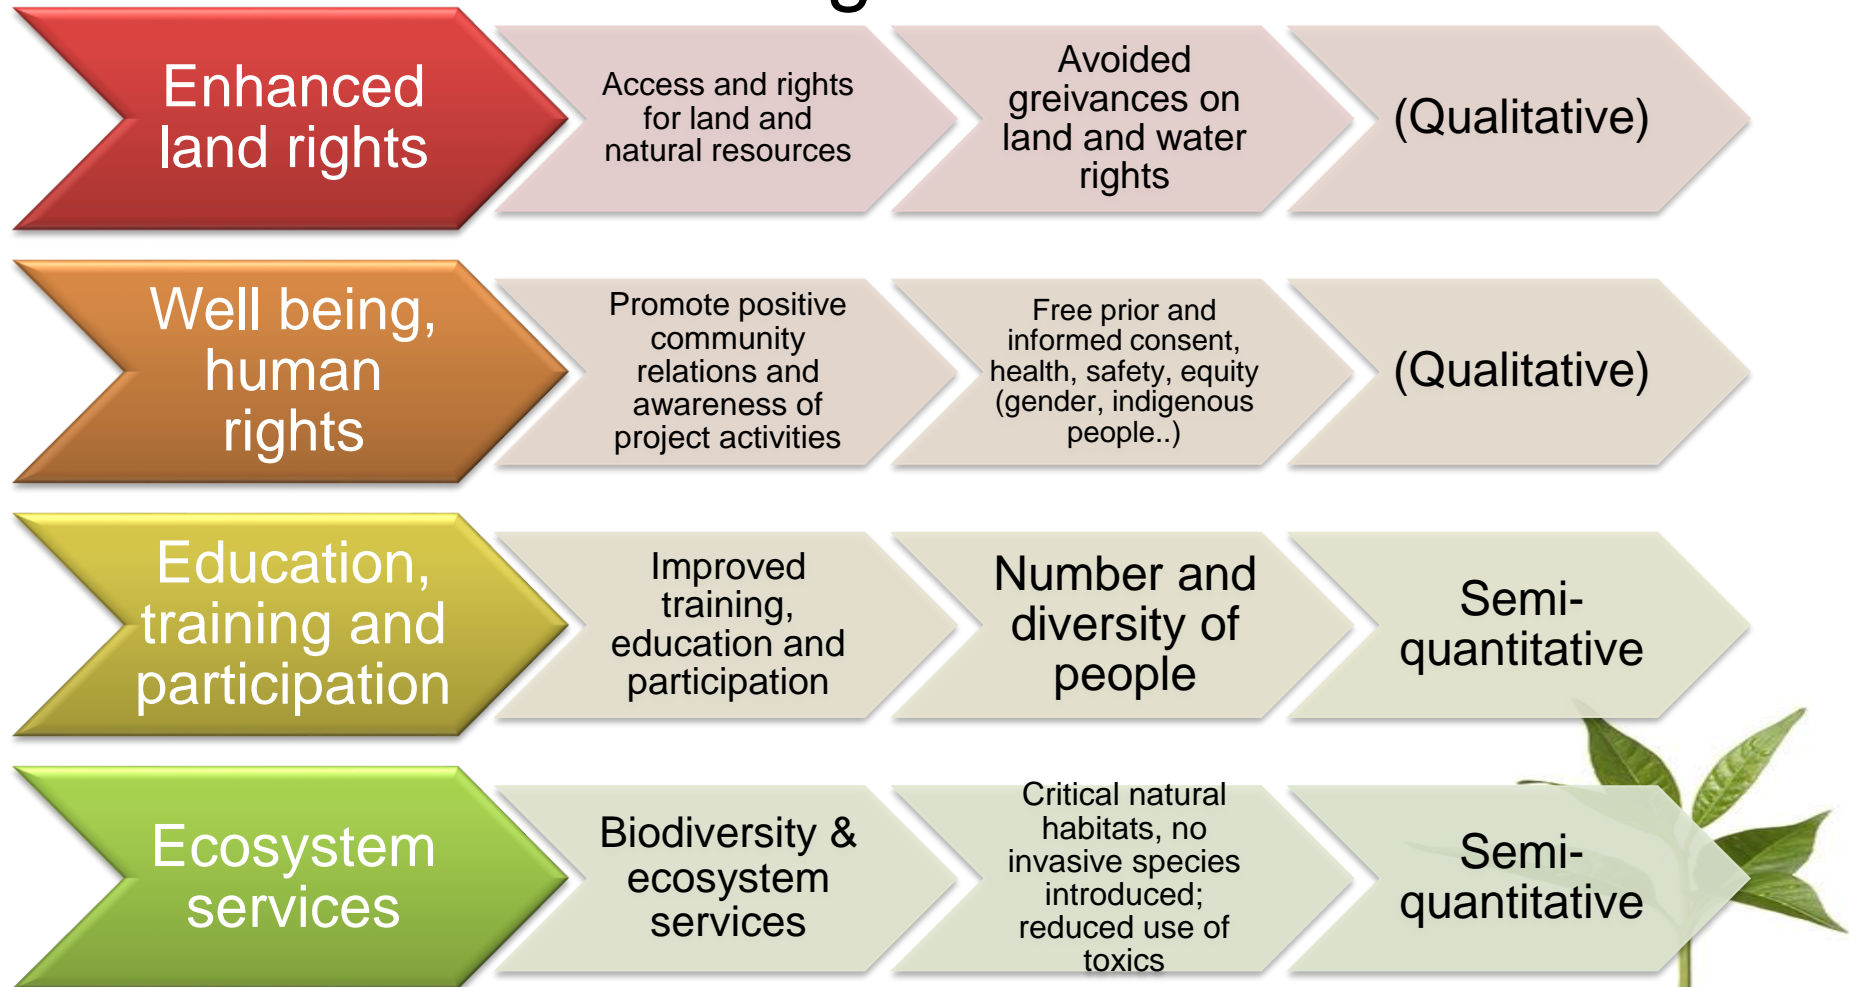 Enhanced
land rights
Access and rights
for land and
natural resources
Avoided
greivances on
land and water
rights
(Qualitative)
Well being,
human
rights
Promote positive
community
relations and
awareness of
project activities
Free prior and
informed consent,
health, safety, equity
(gender, indigenous
people..)
(Qualitative)
Education,
training and
participation
Improved
training,
education and
participation
Number and
diversity of
people
Semi-
quantitative
Ecosystem
services
Biodiversity &
ecosystem
services
Critical natural
habitats, no
invasive species
introduced;
reduced use of
toxics
Semi-
quantitative